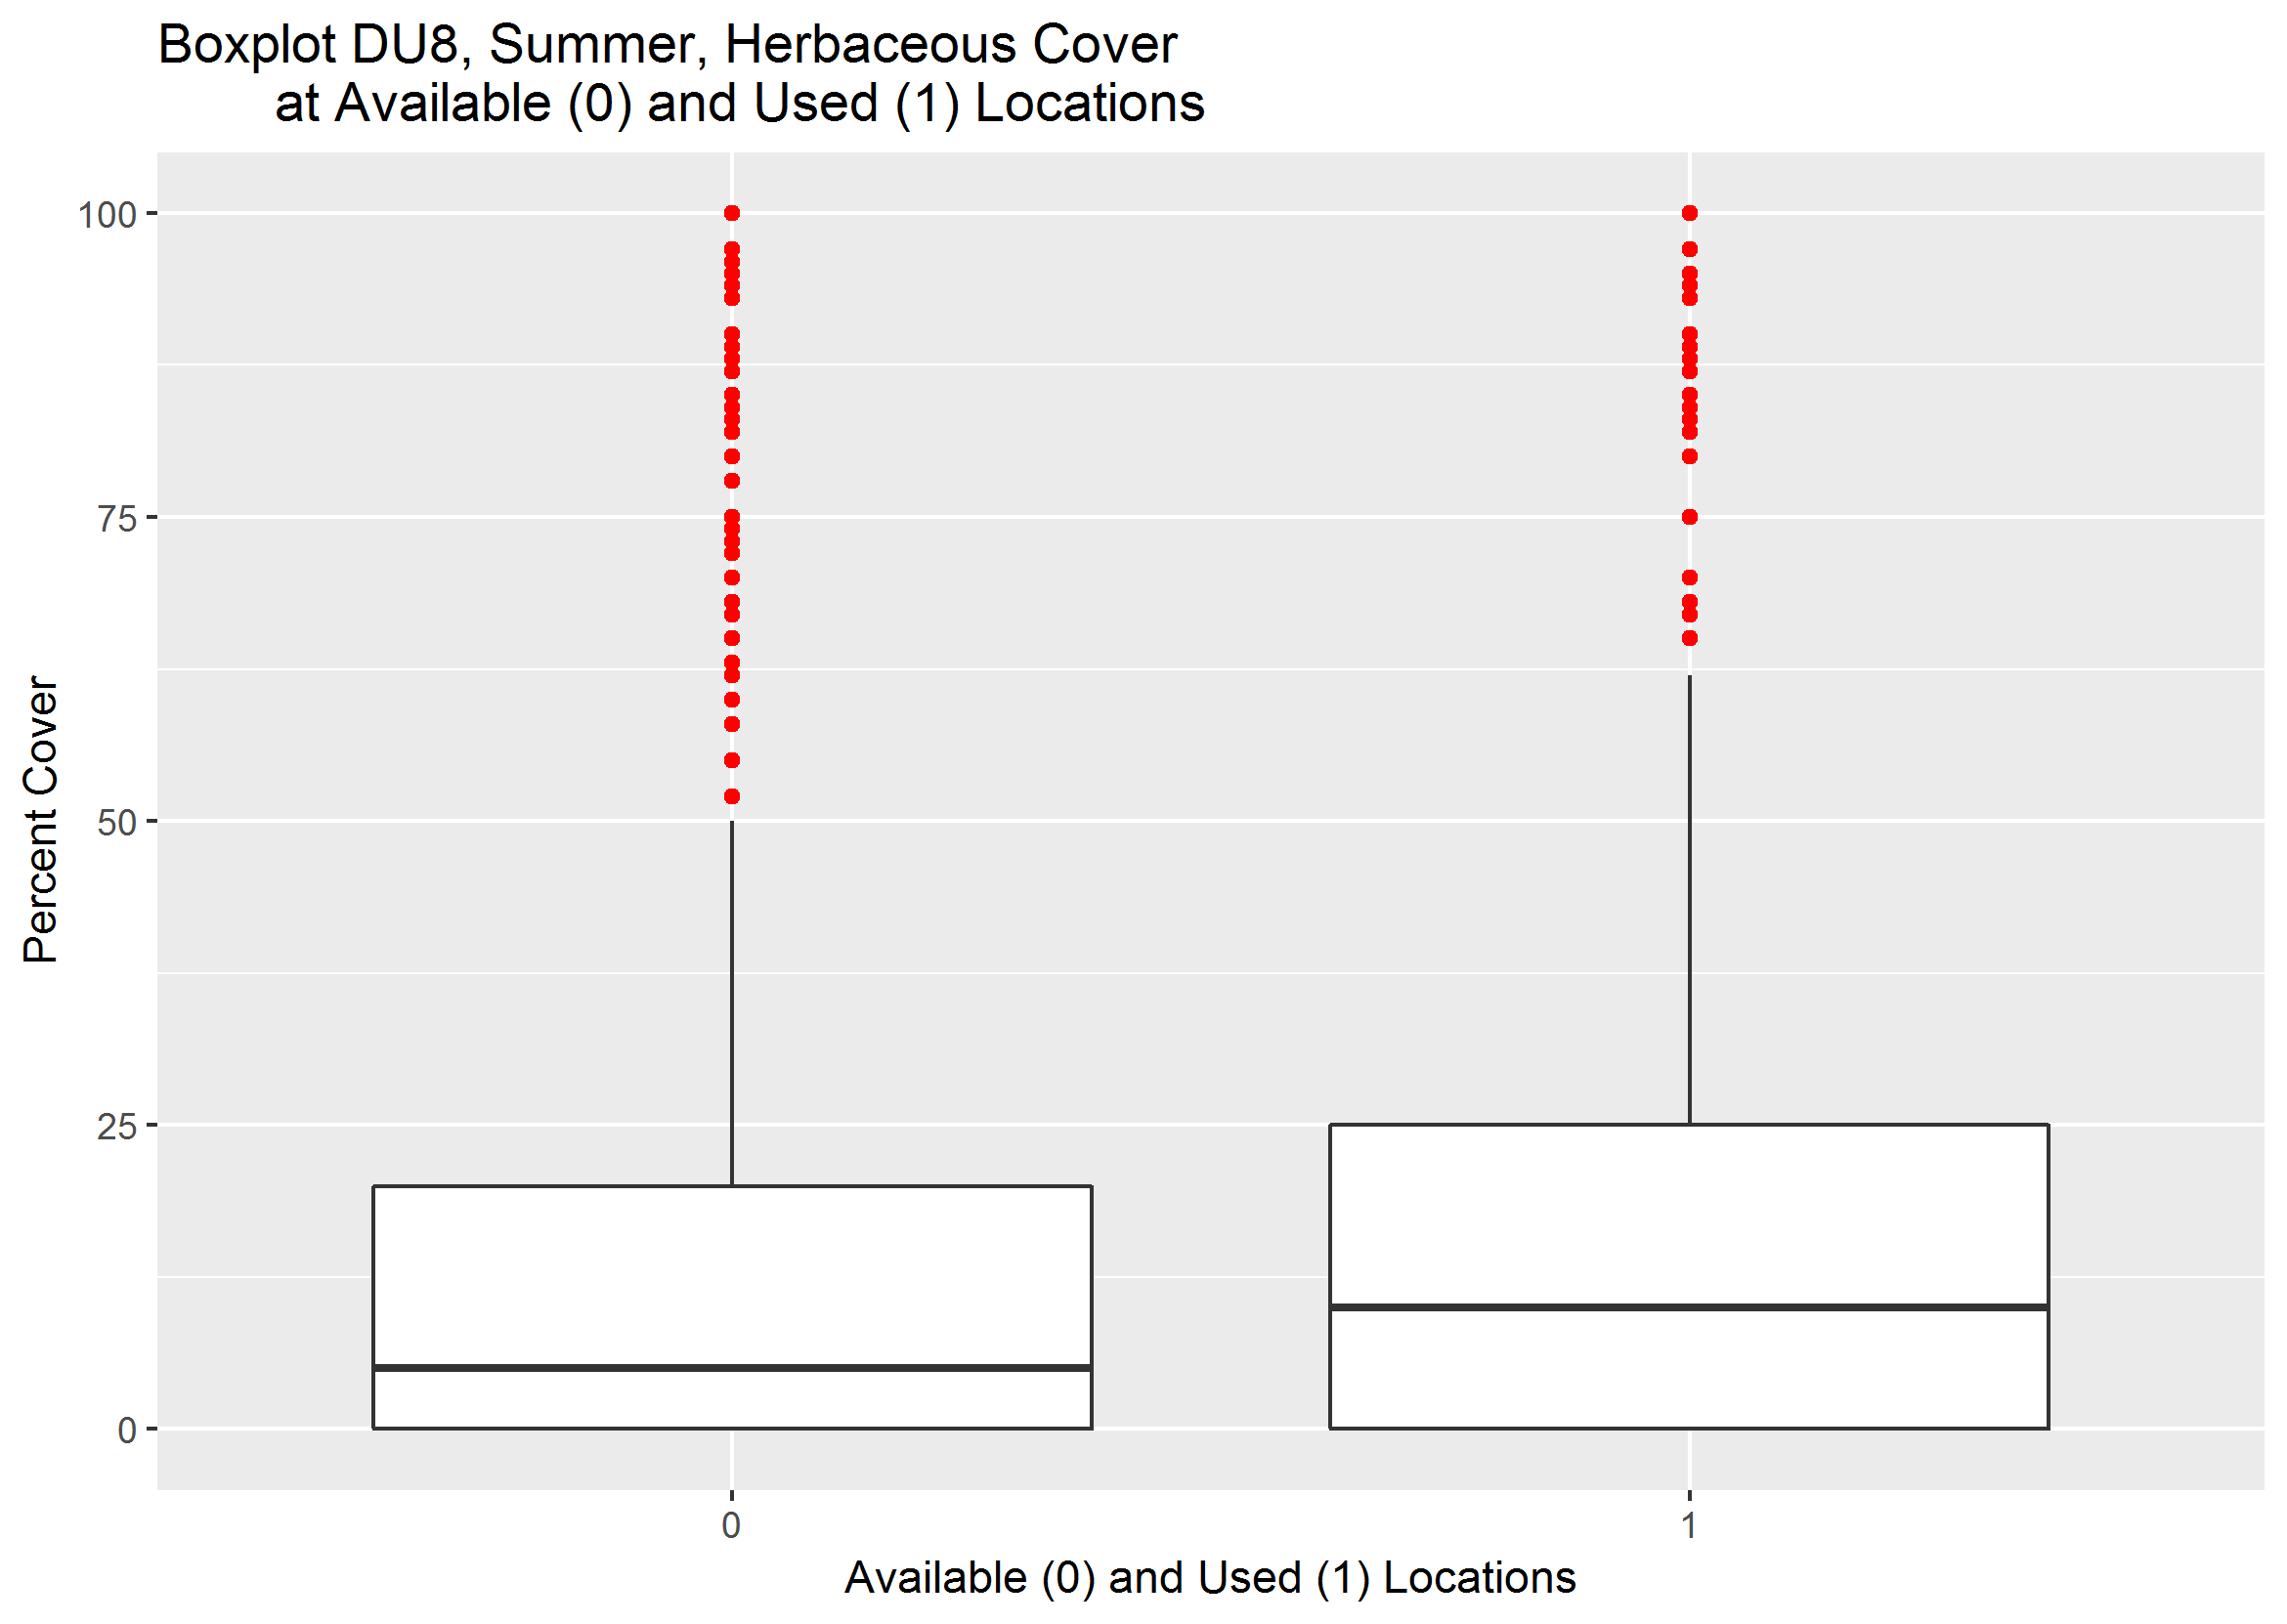 Boxplot DU8, Summer, Herbaceous Cover
at Available (0) and Used (1) Locations
Percent Cover
100
75
50
25
0
0
1
Available (0) and Used (1) Locations